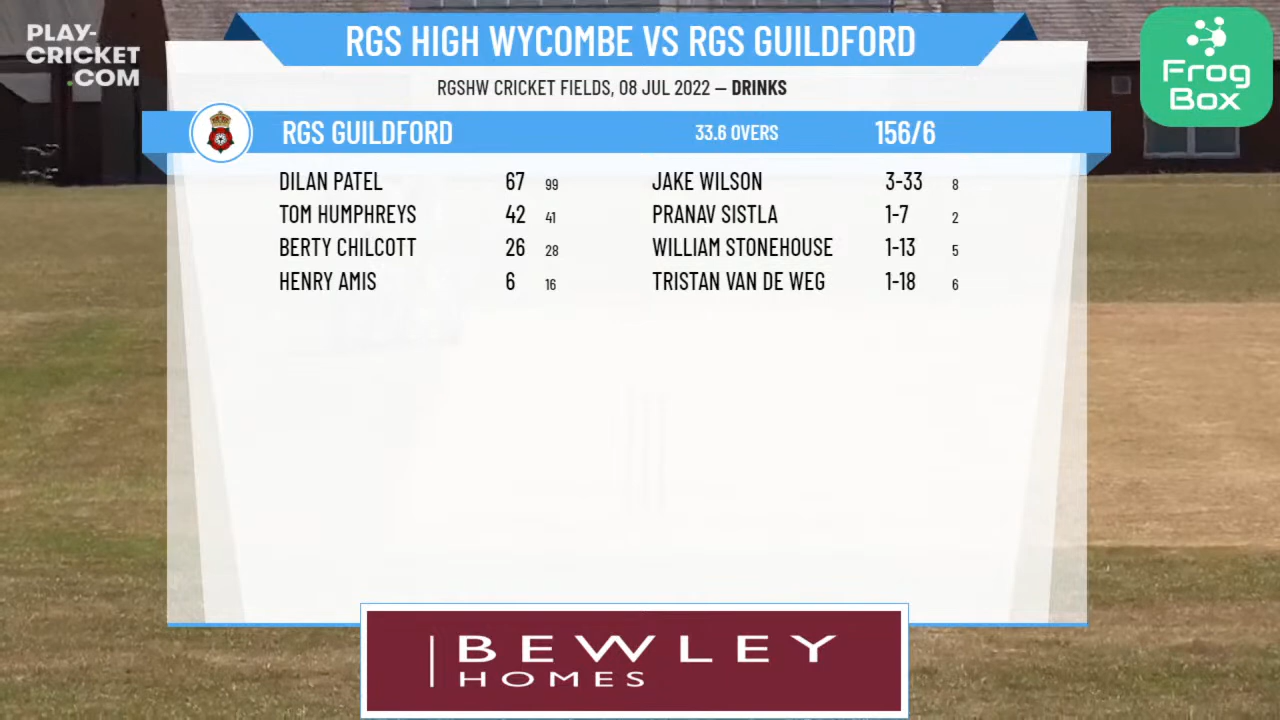 PLAY-
CRICKET
.COM
RGS HIGH WYCOMBE VS RGS GUILDFORD
Frog
Box
RGSHW CRICKET FIELDS, 08 JUL 2022 – DRINKS
RGS GUILDFORD 33.6 OVERS 156/6
DILAN PATEL 67 99 JAKE WILSON 3-33 8
TOM HUMPHREYS 42 41 PRANAV SISTLA 1-7 2
BERTY CHILCOTT 26 28 WILLIAM STONEHOUSE 1-13 5
HENRY AMIS 6 16 TRISTAN VAN DE WEG 1-18 6
BEWLEY
HOMES